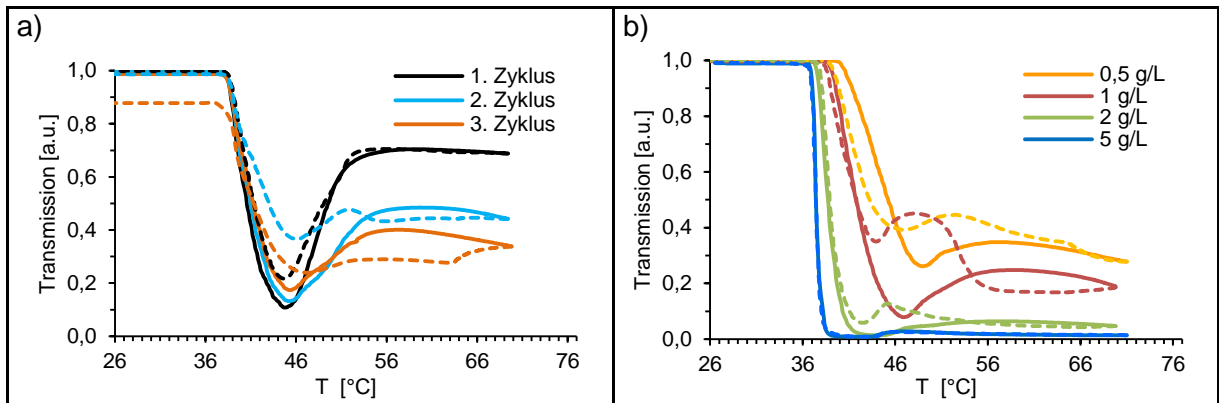 a)
1,0
0,8
0,6
0,4
0,2
0,0
Transmission [a.u.]
26 36 46 56 66 76
T [°C]
1. Zyklus
2. Zyklus
3. Zyklus
b)
1,0
0,8
0,6
0,4
0,2
0,0
Transmission [a.u.]
26 36 46 56 66 76
T [°C]
0,5 g/L
1 g/L
2 g/L
5 g/L